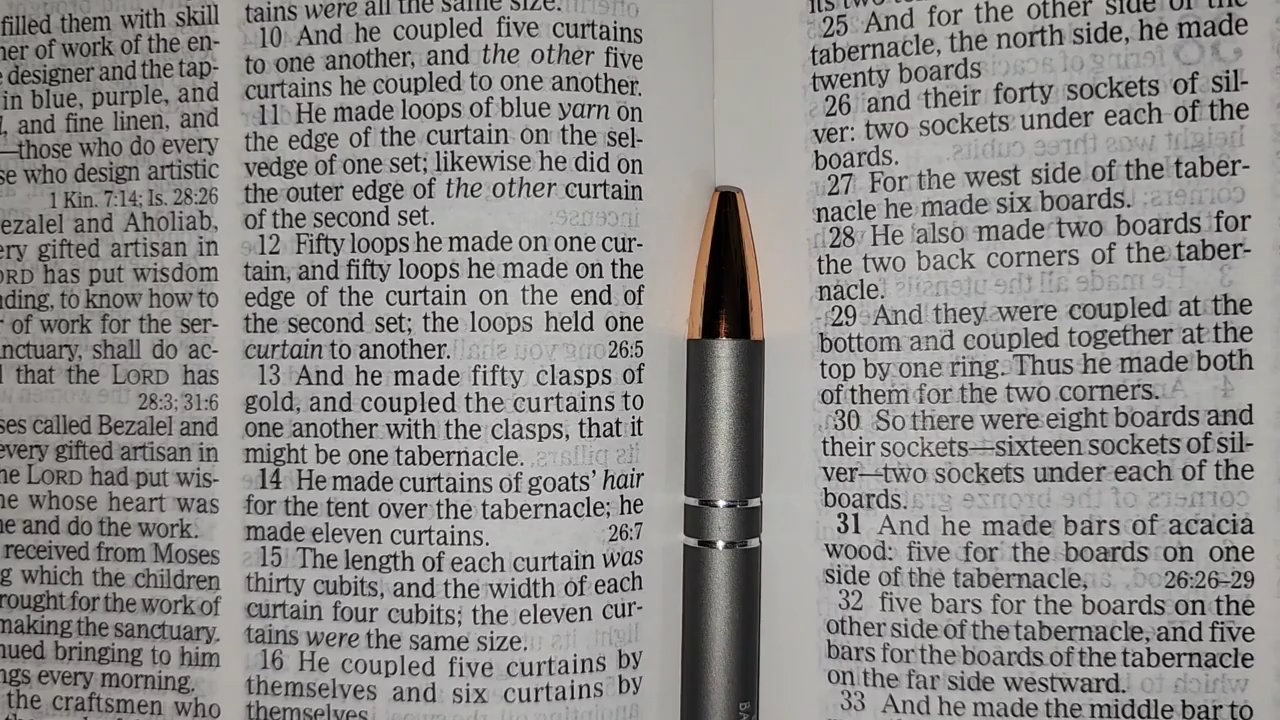 filled them with skill
of work of the en-
designer and the tap-
in blue, purple, and
and fine linen, and
—those who do every
who design artistic
1 Kin. 7:14; Is. 28:26
and Aholiab,
gifted artisan in
has put wisdom
to know how to
of work for the ser-
shall do ac-
that the LORD has
28:3; 31:6
called Bezalel and
every gifted artisan in
LORD had put wis-
whose heart was
and do the work.
received from Moses
which the children
for the work of
making the sanctuary.
bringing to him
every morning,
the craftsmen who
tains were all the same size.
10 And he coupled five curtains
to one another, and the other five
curtains he coupled to one another.
11 He made loops of blue yarn on
the edge of the curtain on the sel-
vedge of one set; likewise he did on
the outer edge of the other curtain
of the second set.
12 Fifty loops he made on one cur-
tain, and fifty loops he made on the
edge of the curtain on the end of
the second set; the loops held one
curtain to another. 26:5
13 And he made fifty clasps of
gold, and coupled the curtains to
one another with the clasps, that it
might be one tabernacle.
14 He made curtains of goats' hair
for the tent over the tabernacle; he
made eleven curtains. 26:7
15 The length of each curtain was
thirty cubits, and the width of each
curtain four cubits; the eleven cur-
tains were the same size.
16 He coupled five curtains by
themselves and six curtains by
themselves
25 And for the other side of the
tabernacle, the north side, he made
twenty boards
26 and their forty sockets of sil-
ver: two sockets under each of the
boards.
27 For the west side of the taber-
nacle he made six boards.
28 He also made two boards for
the two back corners of the taber-
nacle.
29 And they were coupled at the
bottom and coupled together at the
top by one ring. Thus he made both
of them for the two corners.
30 So there were eight boards and
their sockets—sixteen sockets of sil-
ver—two sockets under each of the
boards.
31 And he made bars of acacia
wood: five for the boards on one
side of the tabernacle, 26:26–29
32 five bars for the boards on the
other side of the tabernacle, and five
bars for the boards of the tabernacle
on the far side westward.
33 And he made the middle bar to